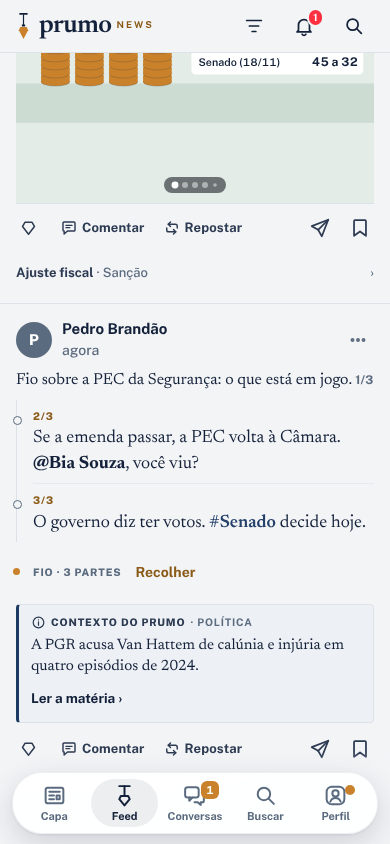 prumo NEWS
1
Senado (18/11) 45 a 32
Comentar Repostar
Ajuste fiscal · Sanção ›
P
Pedro Brandão
agora
Fio sobre a PEC da Segurança: o que está em jogo. 1/3
2/3
Se a emenda passar, a PEC volta à Câmara.
@Bia Souza, você viu?
3/3
O governo diz ter votos. #Senado decide hoje.
FIO · 3 PARTES Recolher
CONTEXTO DO PRUMO · POLÍTICA
A PGR acusa Van Hattem de calúnia e injúria em
quatro episódios de 2024.
Ler a matéria ›
Comentar Repostar
1
Capa Feed Conversas Buscar Perfil